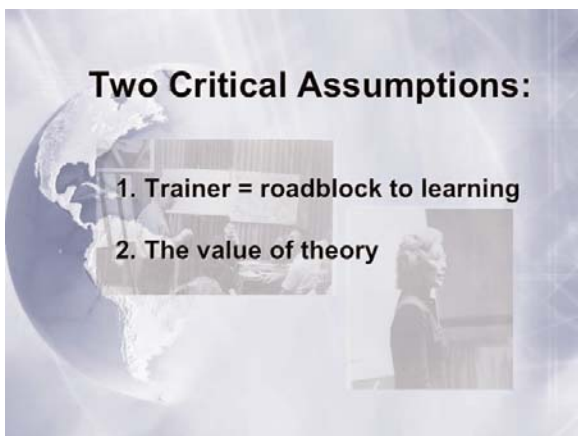 Two Critical Assumptions:
1. Trainer = roadblock to learning
2. The value of theory